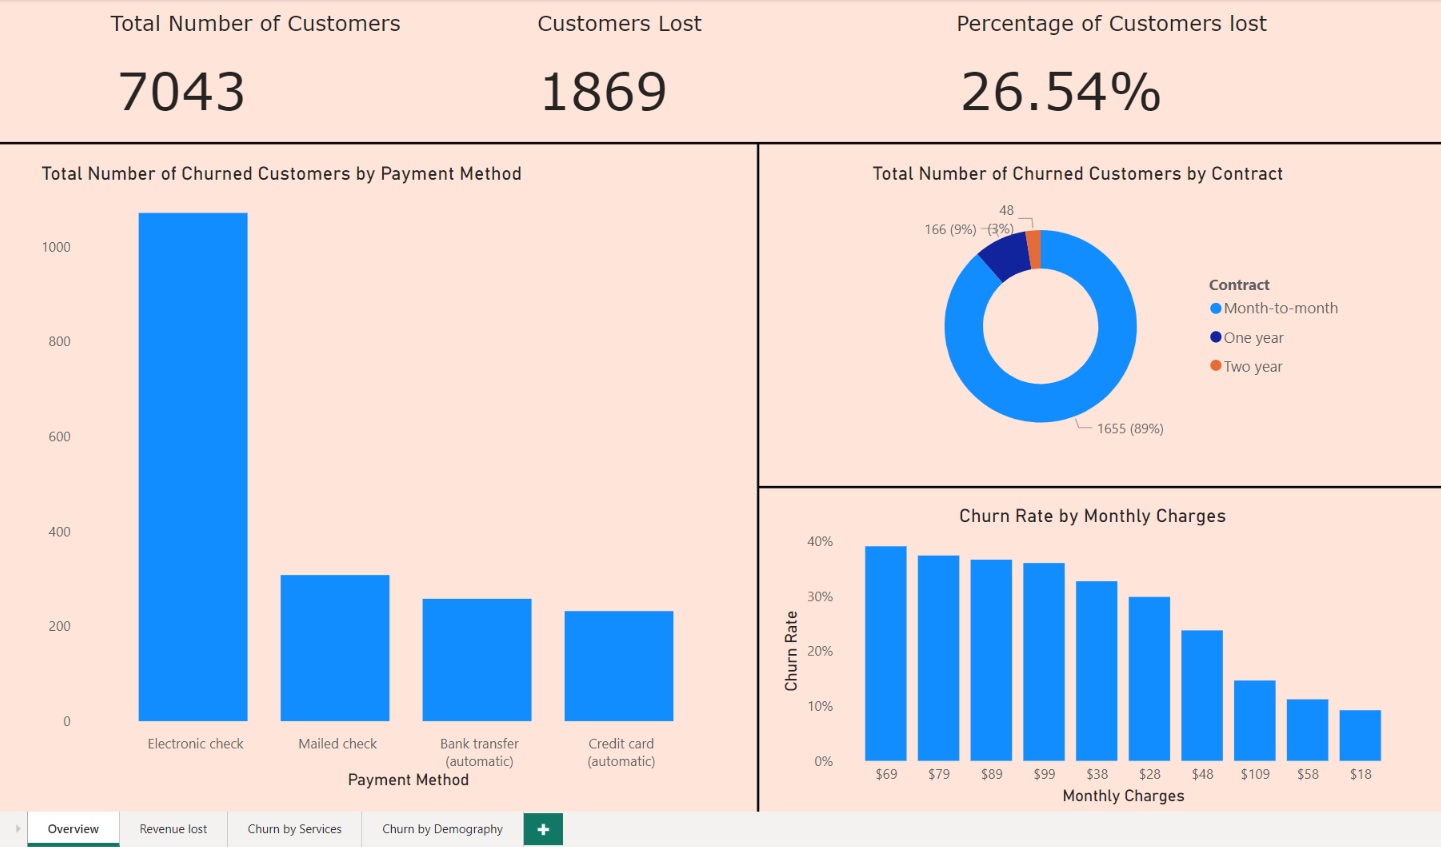 Total Number of Customers
Customers Lost
Percentage of Customers lost
7043
1869
26.54%
Total Number of Churned Customers by Payment Method
1000
800
600
400
200
0
Electronic check
Mailed check
Bank transfer
(automatic)
Credit card
(automatic)
Payment Method
Total Number of Churned Customers by Contract
48
(3%)
166 (9%)
1655 (89%)
Contract
Month-to-month
One year
Two year
Churn Rate by Monthly Charges
Churn Rate
40%
30%
20%
10%
0%
$69 $79 $89 $99 $38 $28 $48 $109 $58 $18
Monthly Charges
Overview
Revenue lost
Churn by Services
Churn by Demography